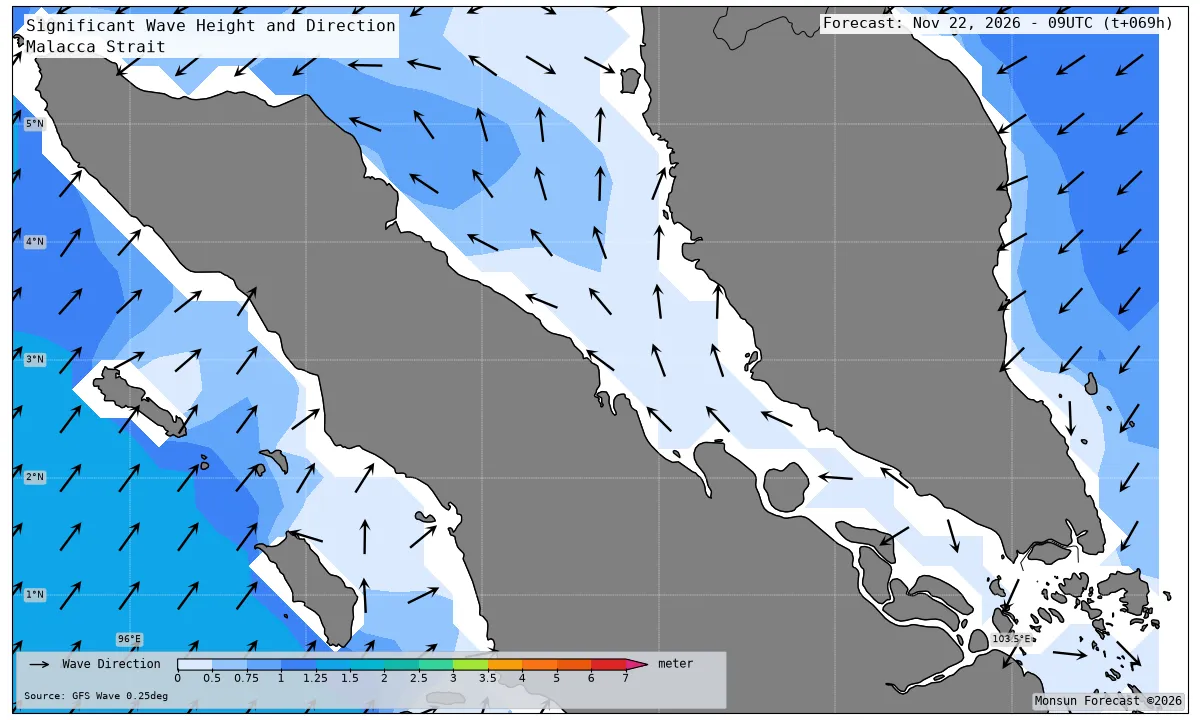 Significant Wave Height and Direction
Malacca Strait
Forecast: Nov 22, 2026 - 09UTC (t+069h)
5°N
4°N
3°N
2°N
1°N
96°E
103.5°E
Wave Direction
meter
0 0.5 0.75 1 1.25 1.5 2 2.5 3 3.5 4 5 6 7
Source: GFS Wave 0.25deg
Monsun Forecast ©2026